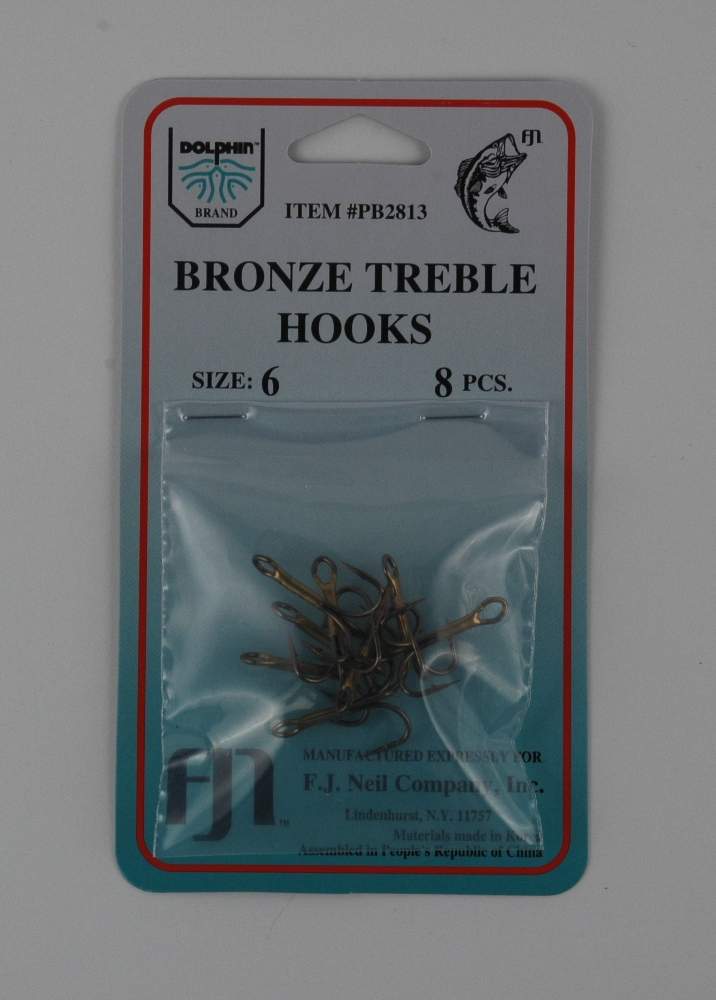 DOLPHIN™
BRAND
FJN
ITEM #PB2813
BRONZE TREBLE
HOOKS
SIZE: 6 8 PCS.
FJN™
MANUFACTURED EXPRESSLY FOR
F.J. Neil Company, Inc.
Lindenhurst, N.Y. 11757
Materials made in Korea
Assembled in People's Republic of China